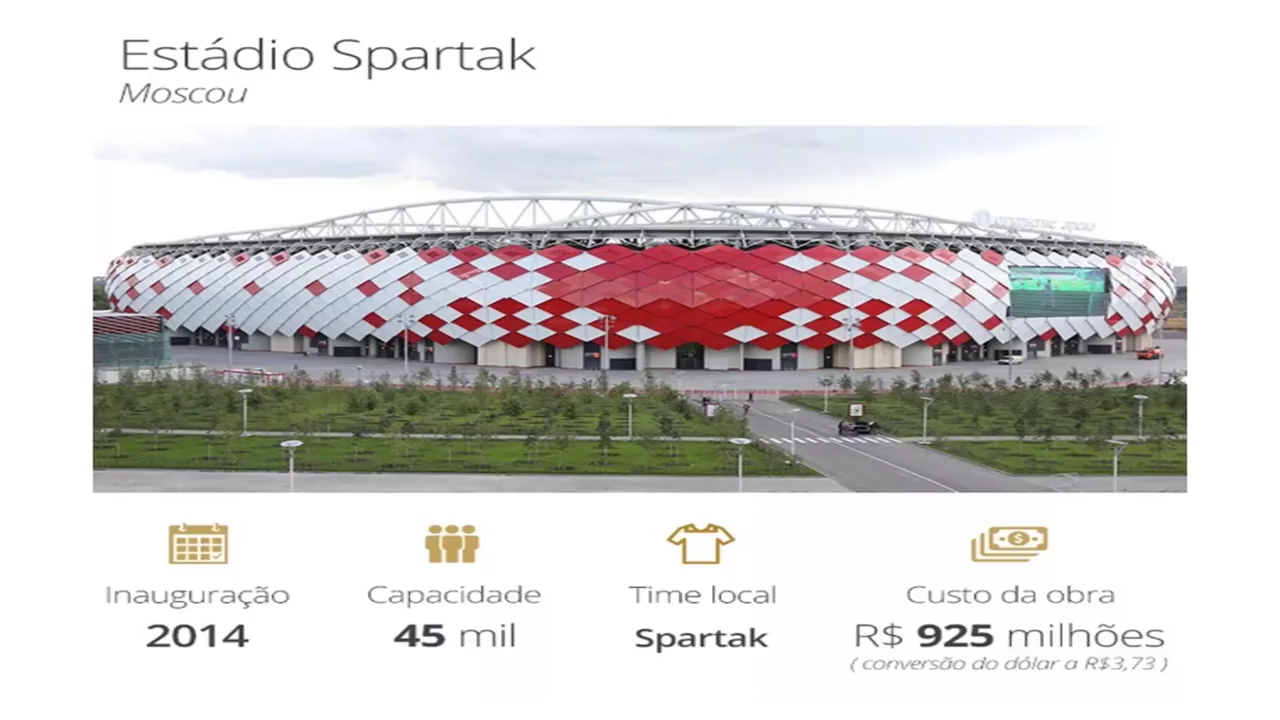 Estádio Spartak
Moscou
Inauguração
2014
Capacidade
45 mil
Time local
Spartak
Custo da obra
R$ 925 milhões
( conversão do dólar a R$3,73 )